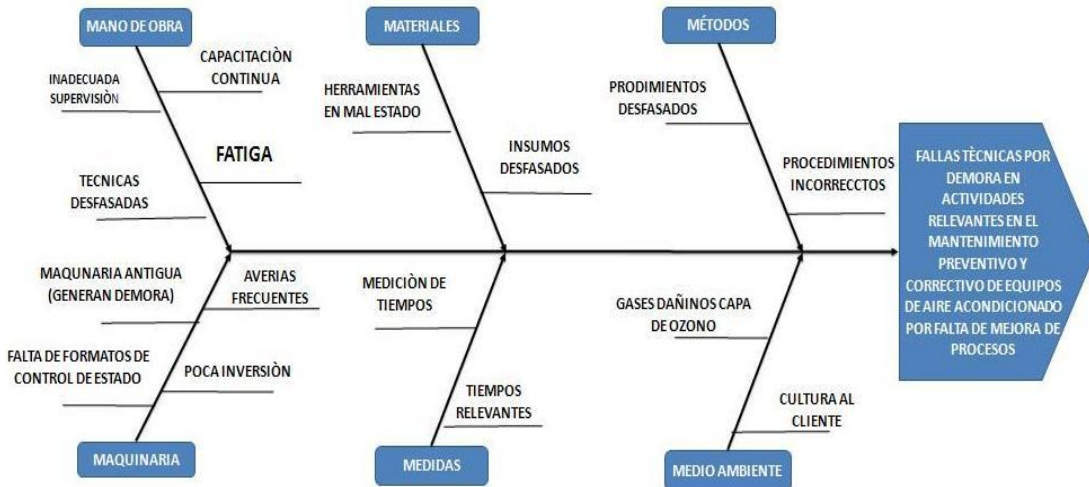 MANO DE OBRA
MATERIALES
MÉTODOS
CAPACITACIÒN
CONTINUA
INADECUADA
SUPERVISIÒN
FATIGA
TECNICAS
DESFASADAS
HERRAMIENTAS
EN MAL ESTADO
INSUMOS
DESFASADOS
PRODIMIENTOS
DESFASADOS
PROCEDIMIENTOS
INCORRECCTOS
FALLAS TÈCNICAS POR
DEMORA EN
ACTIVIDADES
RELEVANTES EN EL
MANTENIMIENTO
PREVENTIVO Y
CORRECTIVO DE EQUIPOS
DE AIRE ACONDICIONADO
POR FALTA DE MEJORA DE
PROCESOS
MAQUNARIA ANTIGUA
(GENERAN DEMORA)
AVERIAS
FRECUENTES
FALTA DE FORMATOS DE
CONTROL DE ESTADO
POCA INVERSIÒN
MEDICIÒN DE
TIEMPOS
TIEMPOS
RELEVANTES
GASES DAÑINOS CAPA
DE OZONO
CULTURA AL
CLIENTE
MAQUINARIA
MEDIDAS
MEDIO AMBIENTE